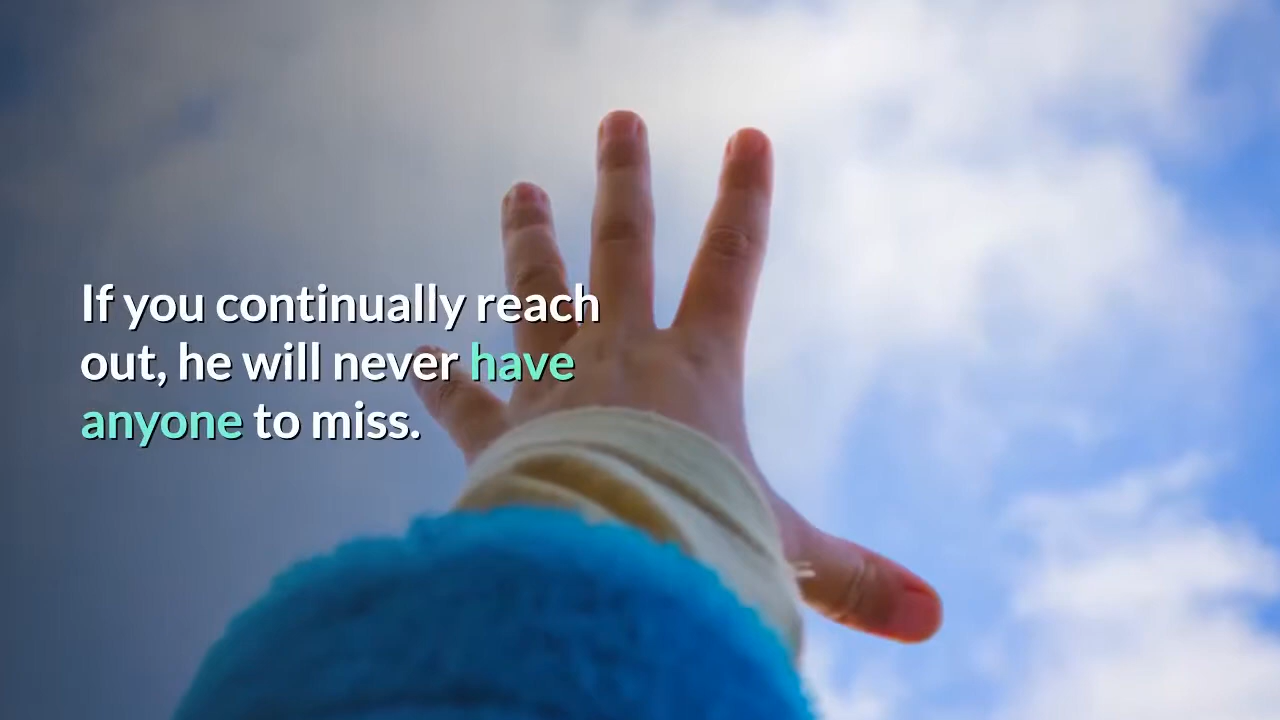 If you continually reach
out, he will never have
anyone to miss.